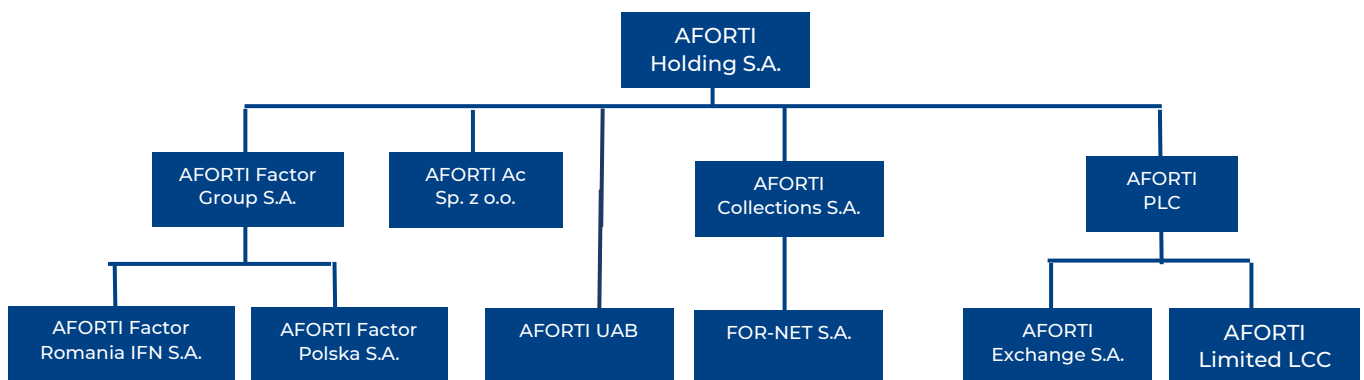 AFORTI
Holding S.A.
AFORTI Factor
Group S.A.
AFORTI Ac
Sp. z o.o.
AFORTI
Collections S.A.
AFORTI
PLC
AFORTI Factor
Romania IFN S.A.
AFORTI Factor
Polska S.A.
AFORTI UAB
FOR-NET S.A.
AFORTI
Exchange S.A.
AFORTI
Limited LCC